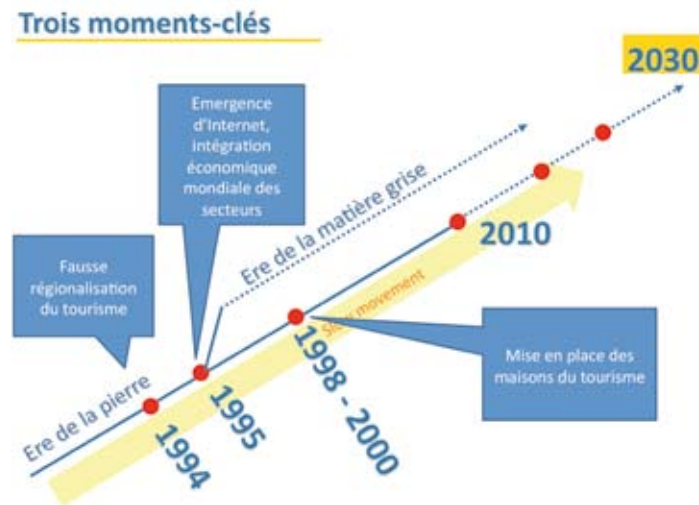 Trois moments-clés
2030
Emergence
d'Internet,
intégration
économique
mondiale des
secteurs
Ere de la matière grise
2010
Fausse
régionalisation
du tourisme
Slow movement
Mise en place des
maisons du tourisme
Ere de la pierre
1994
1995
1998 - 2000